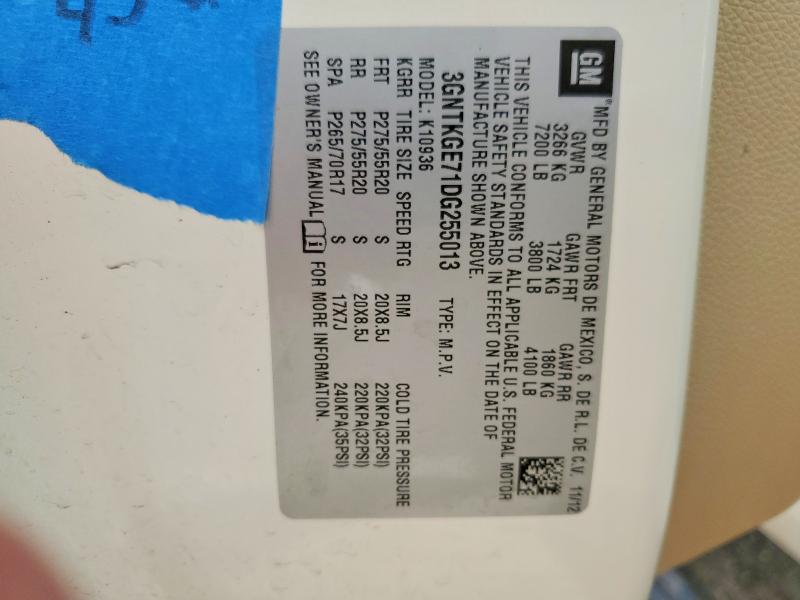 GM
®MFD BY GENERAL MOTORS DE MEXICO, S. DE R.L. DE C.V. 11/12
GVWR GAWR FRT GAWR RR
3266 KG 1724 KG 1860 KG
7200 LB 3800 LB 4100 LB
THIS VEHICLE CONFORMS TO ALL APPLICABLE U.S. FEDERAL MOTOR
VEHICLE SAFETY STANDARDS IN EFFECT ON THE DATE OF
MANUFACTURE SHOWN ABOVE.
3GNTKGE71DG255013 TYPE: M.P.V.
MODEL: K10936
KGRR TIRE SIZE SPEED RTG RIM COLD TIRE PRESSURE
FRT P275/55R20 S 20X8.5J 220KPA(32PSI)
RR P275/55R20 S 20X8.5J 220KPA(32PSI)
SPA P265/70R17 S 17X7J 240KPA(35PSI)
SEE OWNER'S MANUAL FOR MORE INFORMATION.